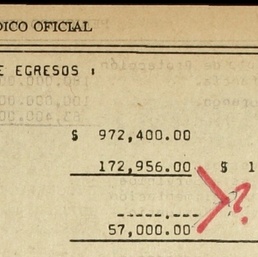 DICO OFICIAL
E EGRESOS :
$ 972,400.00
172,956.00 $ 1
--.---.--
57,000.00
?